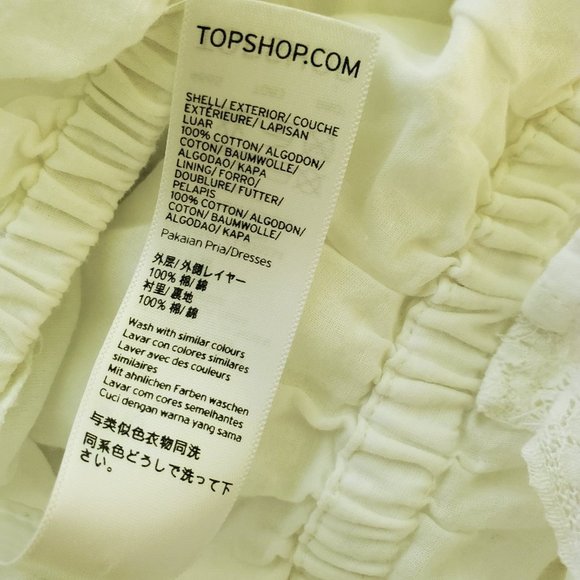 TOPSHOP.COM
SHELL/ EXTERIOR/ COUCHE
EXTÉRIEURE/ LAPISAN
LUAR
100% COTTON/ ALGODON/
COTON/ BAUMWOLLE/
ALGODAO/ KAPA
LINING/ FORRO/
DOUBLURE/ FUTTER/
PELAPIS
100% COTTON/ ALGODON/
COTON/ BAUMWOLLE/
ALGODAO/ KAPA
Pakaian Pria/Dresses
外层/ 外側レイヤー
100% 棉/ 綿
衬里/ 裏地
100% 棉/ 綿
Wash with similar colours
Lavar con colores similares
Laver avec des couleurs
similaires
Mit ähnlichen Farben waschen
Lavar com cores semelhantes
Cuci dengan warna yang sama
与类似色衣物同洗
同系色どうしで洗って下
さい。